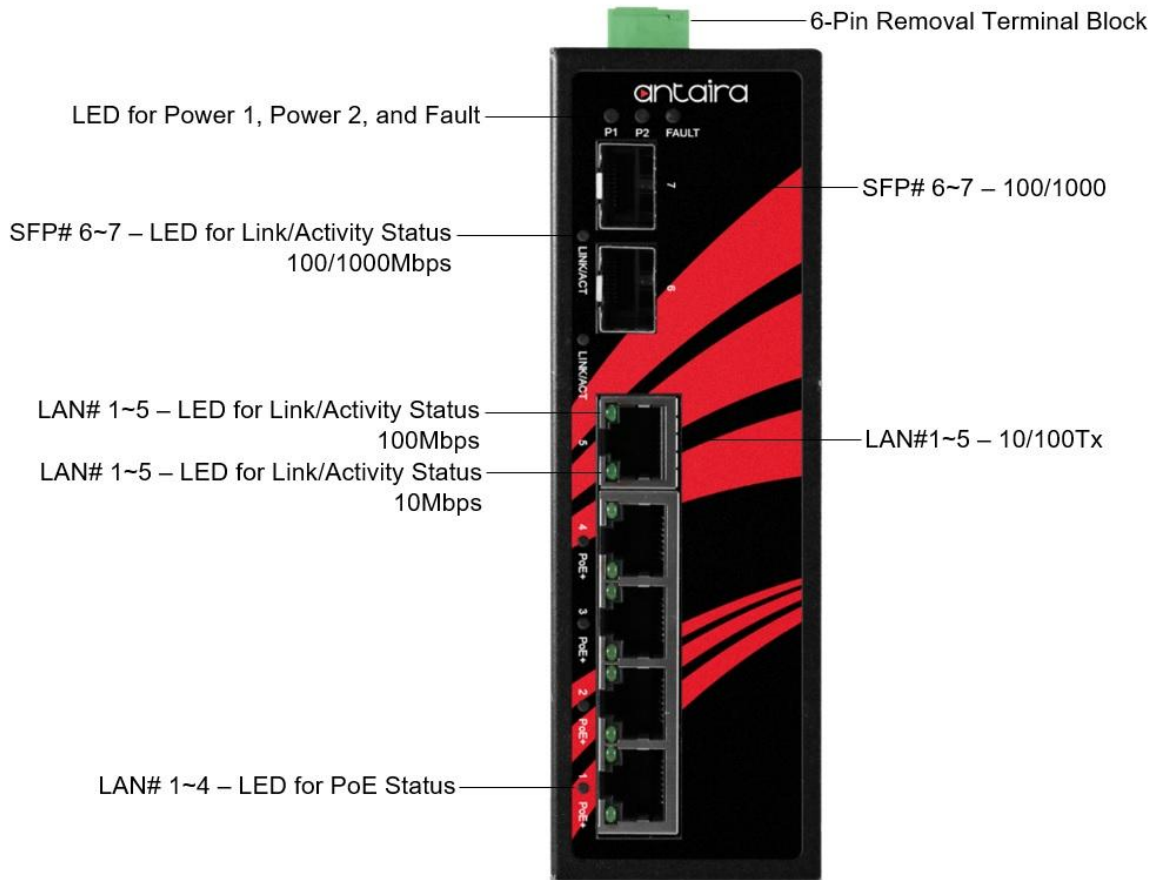 6-Pin Removal Terminal Block
antaira
LED for Power 1, Power 2, and Fault
P1 P2 FAULT
7
SFP# 6~7 – 100/1000
SFP# 6~7 – LED for Link/Activity Status
100/1000Mbps
LINK/ACT
6
LINK/ACT
LAN# 1~5 – LED for Link/Activity Status
100Mbps
5
LAN#1~5 – 10/100Tx
LAN# 1~5 – LED for Link/Activity Status
10Mbps
4
PoE+
3
PoE+
2
PoE+
LAN# 1~4 – LED for PoE Status
1
PoE+